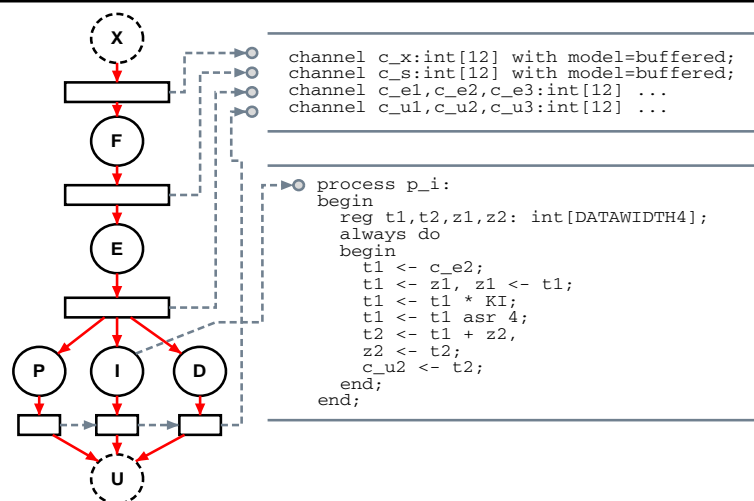 X
channel c_x:int[12] with model=buffered;
channel c_s:int[12] with model=buffered;
channel c_e1,c_e2,c_e3:int[12] ...
channel c_u1,c_u2,c_u3:int[12] ...
F
process p_i:
begin
reg t1,t2,z1,z2: int[DATAWIDTH4];
always do
begin
t1 <- c_e2;
t1 <- z1, z1 <- t1;
t1 <- t1 * KI;
t1 <- t1 asr 4;
t2 <- t1 + z2,
z2 <- t2;
c_u2 <- t2;
end;
end;
E
P I D
U